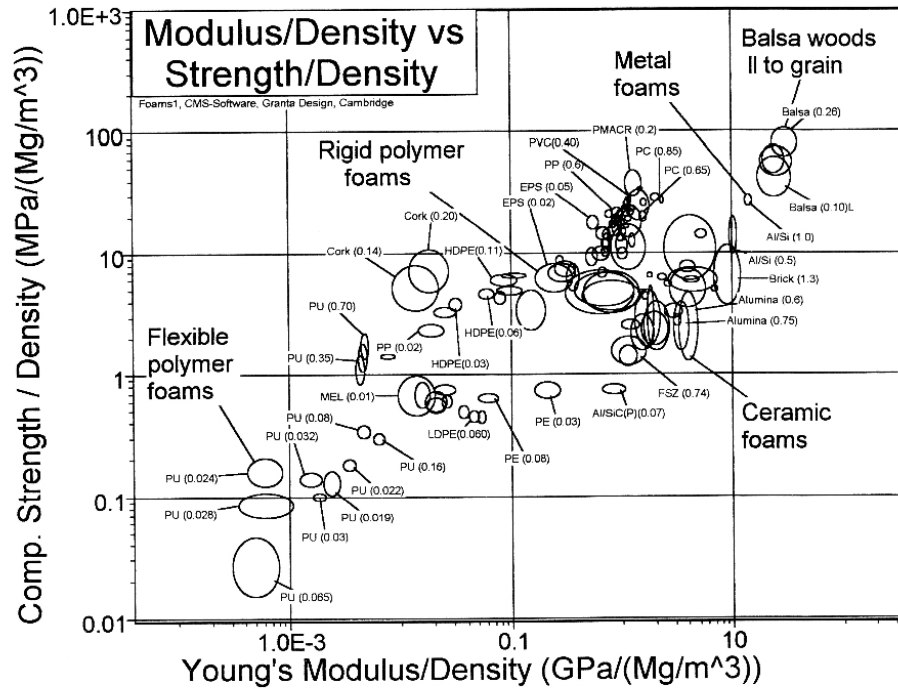 Modulus/Density vs
Strength/Density
Foams1, CMS-Software, Granta Design, Cambridge
Balsa woods
ll to grain
Metal
foams
Rigid polymer
foams
Flexible
polymer
foams
Ceramic
foams
Balsa (0.26)
PMACR (0.2)
PVC(0.40)
PC (0.85)
PP (0.6)
PC (0.65)
EPS (0.05)
EPS (0.02)
Balsa (0.10)L
Cork (0.20)
Al/Si (1.0)
HDPE(0.11)
Cork (0.14)
Al/Si (0.5)
Brick (1.3)
PU (0.70)
Alumina (0.6)
HDPE (0.06)
Alumina (0.75)
PP (0.02)
PU (0.35)
HDPE(0.03)
MEL (0.01)
FSZ (0.74)
PE (0.03)
Al/SiC(P)(0.07)
PU (0.08)
LDPE(0.060)
PU (0.032)
PE (0.08)
PU (0.16)
PU (0.024)
PU (0.022)
PU (0.028)
PU (0.019)
PU (0.03)
PU (0.065)
1.0E+3
100
10
1
0.1
0.01
Comp. Strength / Density (MPa/(Mg/m^3))
1.0E-3
0.1
10
Young's Modulus/Density (GPa/(Mg/m^3))